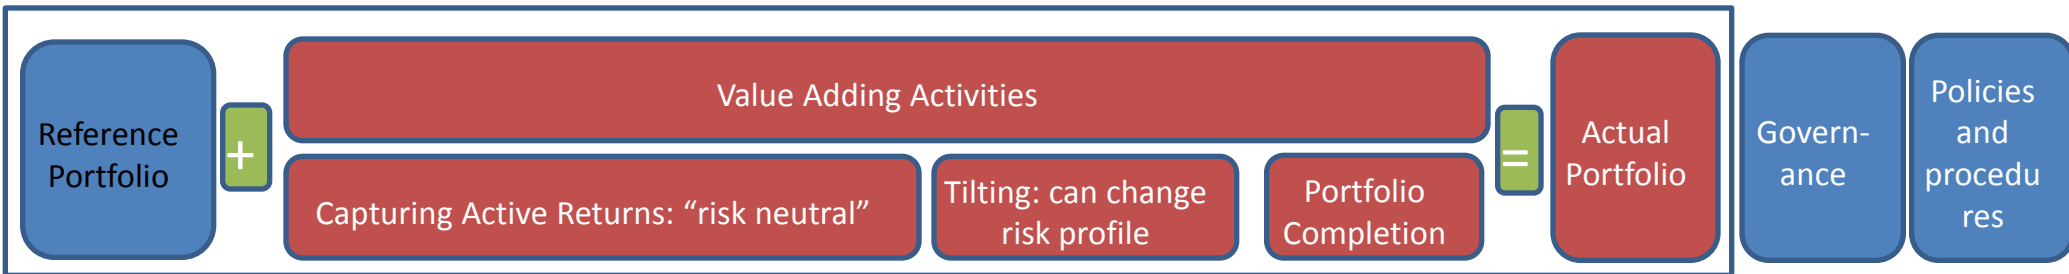 Reference
Portfolio
+
Value Adding Activities
Capturing Active Returns: “risk neutral”
Tilting: can change
risk profile
Portfolio
Completion
=
Actual
Portfolio
Govern-
ance
Policies
and
procedu
res